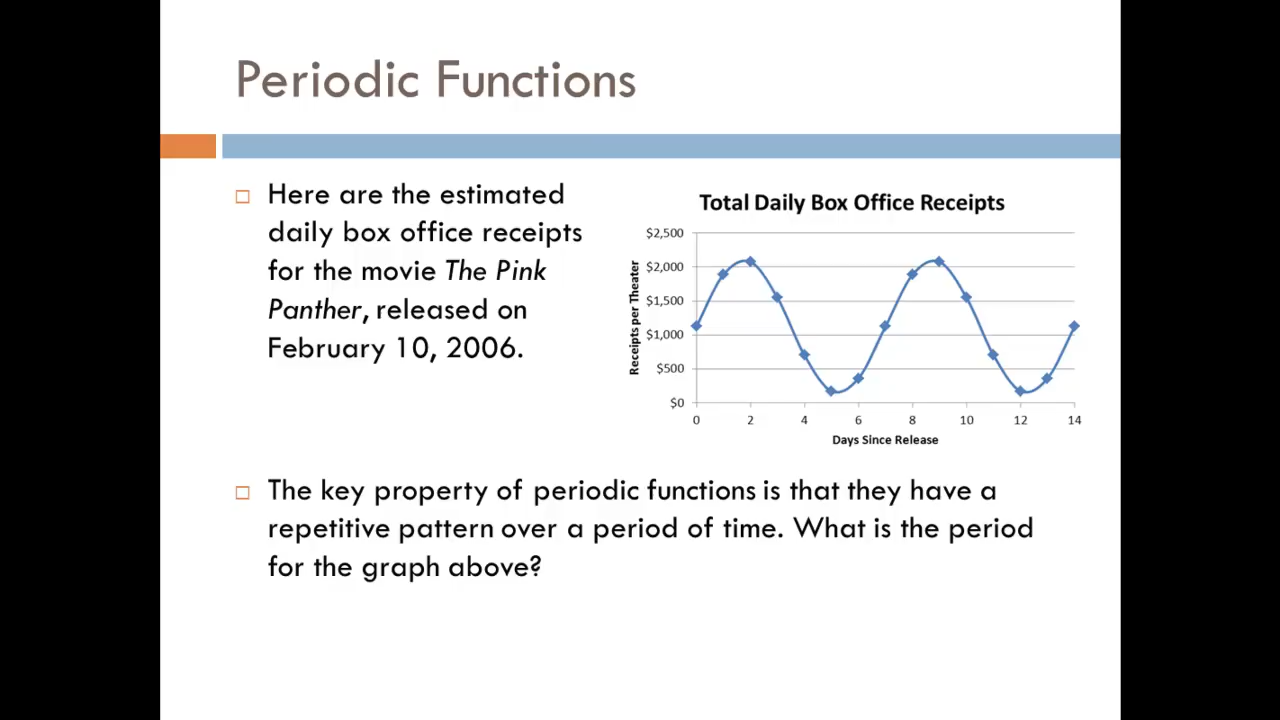 Periodic Functions
Here are the estimated
daily box office receipts
for the movie The Pink
Panther, released on
February 10, 2006.
Total Daily Box Office Receipts
Receipts per Theater
$2,500
$2,000
$1,500
$1,000
$500
$0
0 2 4 6 8 10 12 14
Days Since Release
The key property of periodic functions is that they have a
repetitive pattern over a period of time. What is the period
for the graph above?